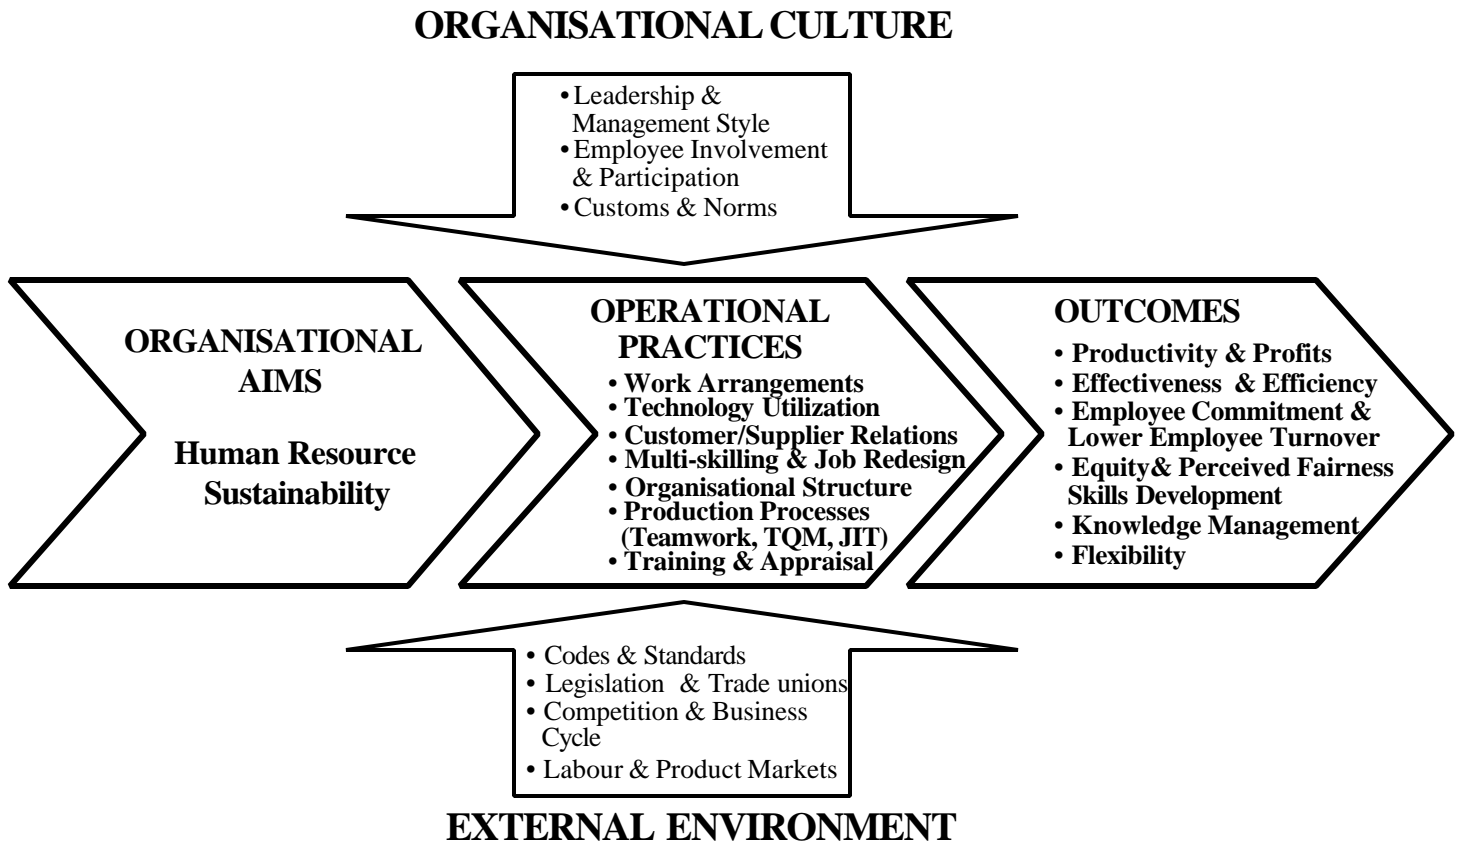 ORGANISATIONAL CULTURE
• Leadership &
Management Style
• Employee Involvement
& Participation
• Customs & Norms
ORGANISATIONAL
AIMS
Human Resource
Sustainability
OPERATIONAL
PRACTICES
• Work Arrangements
• Technology Utilization
• Customer/Supplier Relations
• Multi-skilling & Job Redesign
• Organisational Structure
• Production Processes
(Teamwork, TQM, JIT)
• Training & Appraisal
OUTCOMES
• Productivity & Profits
• Effectiveness & Efficiency
• Employee Commitment &
Lower Employee Turnover
• Equity& Perceived Fairness
Skills Development
• Knowledge Management
• Flexibility
• Codes & Standards
• Legislation & Trade unions
• Competition & Business
Cycle
• Labour & Product Markets
EXTERNAL ENVIRONMENT